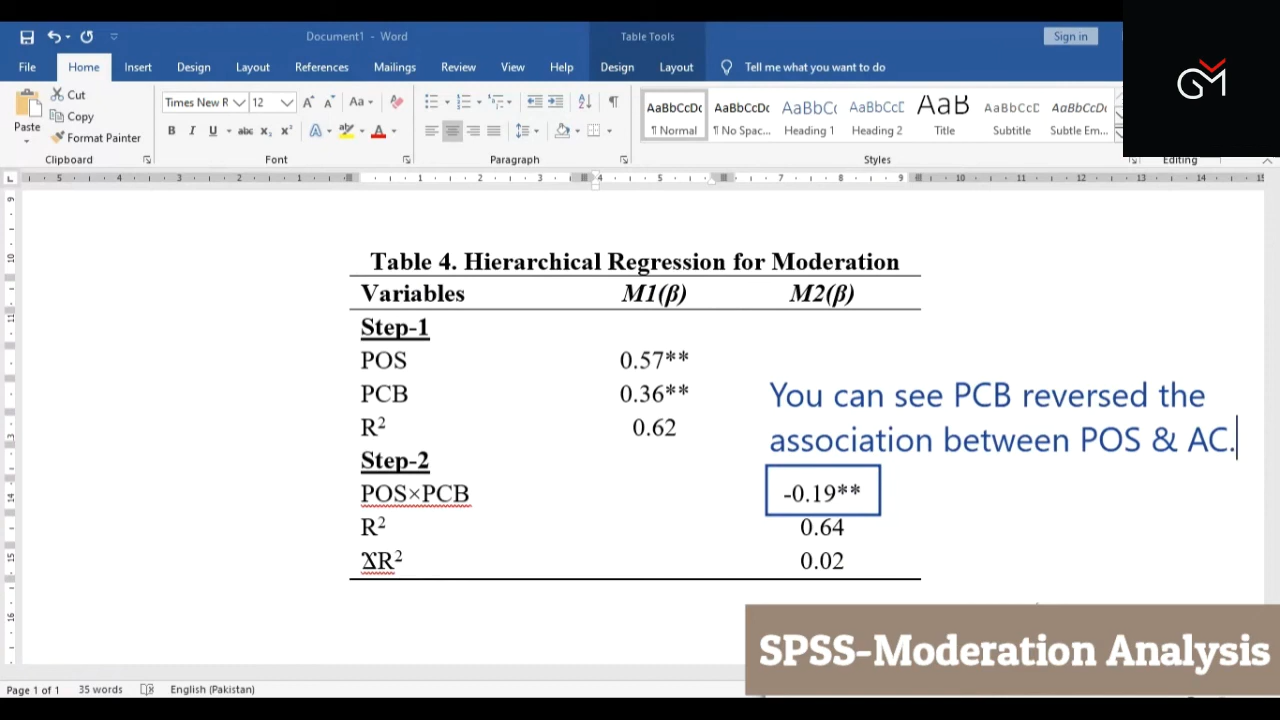 Document1 - Word
Table Tools
Sign in
File Home Insert Design Layout References Mailings Review View Help Design Layout Tell me what you want to do
Paste
Cut
Copy
Format Painter
Clipboard
Times New R 12
Font
Paragraph
AaBbCcDc AaBbCcDc AaBbCc AaBbCcD AaB AaBbCcD AaBbCcDc
¶ Normal ¶ No Spac... Heading 1 Heading 2 Title Subtitle Subtle Em...
Styles
Editing
Table 4. Hierarchical Regression for Moderation
Variables M1(β) M2(β)
Step-1
POS 0.57**
PCB 0.36**
R² 0.62
Step-2
POS×PCB -0.19**
R² 0.64
ϪR² 0.02
You can see PCB reversed the
association between POS & AC.
SPSS-Moderation Analysis
Page 1 of 1 35 words English (Pakistan)